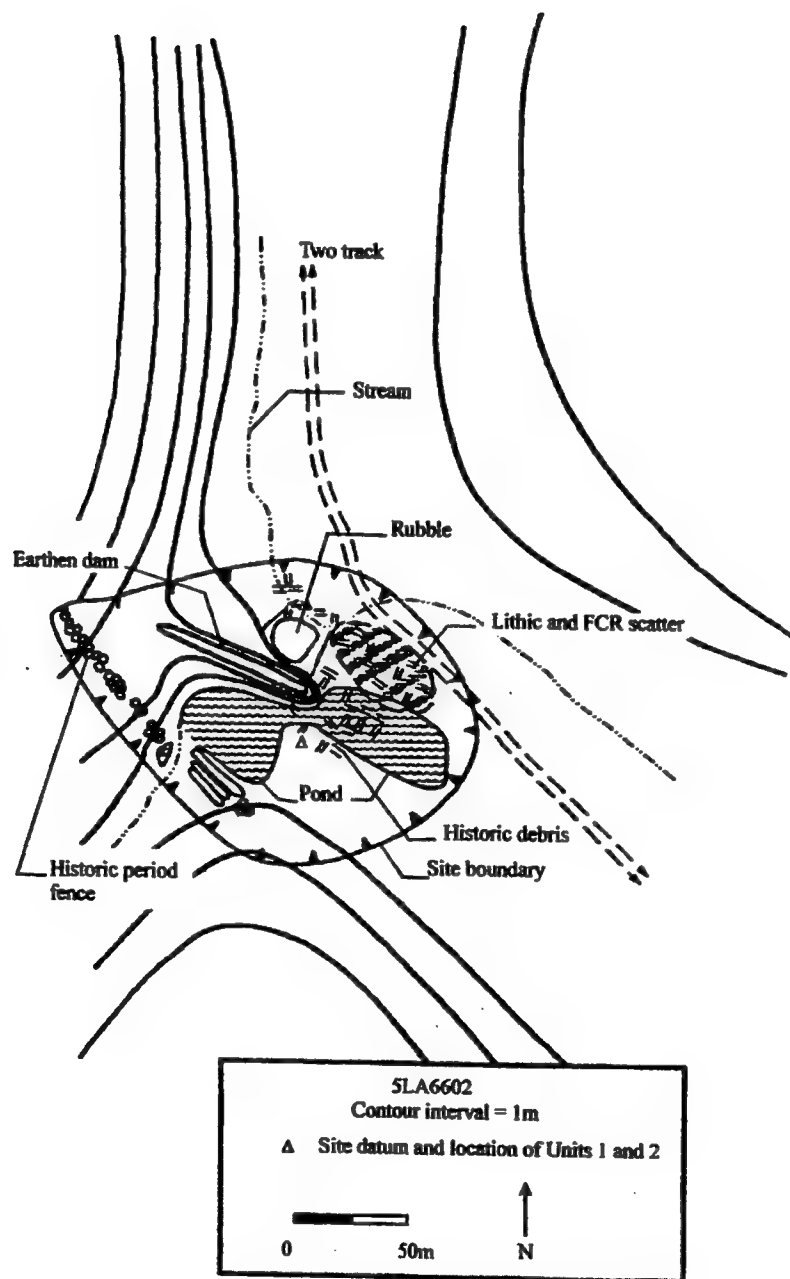 Two track
Stream
Rubble
Earthen dam
Lithic and FCR scatter
Pond
Historic debris
Site boundary
Historic period
fence
5LA6602
Contour interval = 1m
Δ Site datum and location of Units 1 and 2
0 50m N